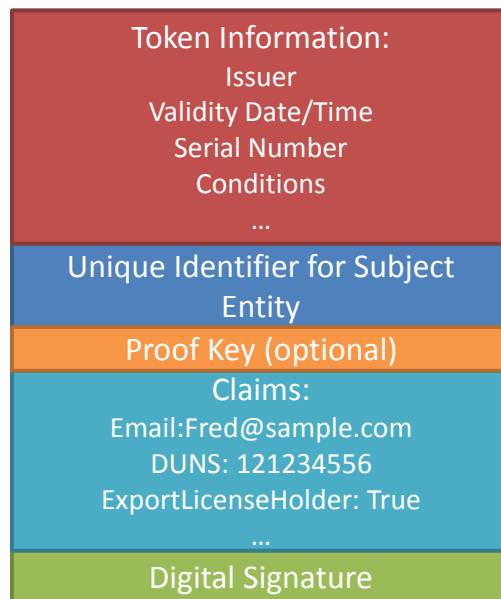 Token Information:
Issuer
Validity Date/Time
Serial Number
Conditions
…
Unique Identifier for Subject
Entity
Proof Key (optional)
Claims:
Email:Fred@sample.com
DUNS: 121234556
ExportLicenseHolder: True
…
Digital Signature